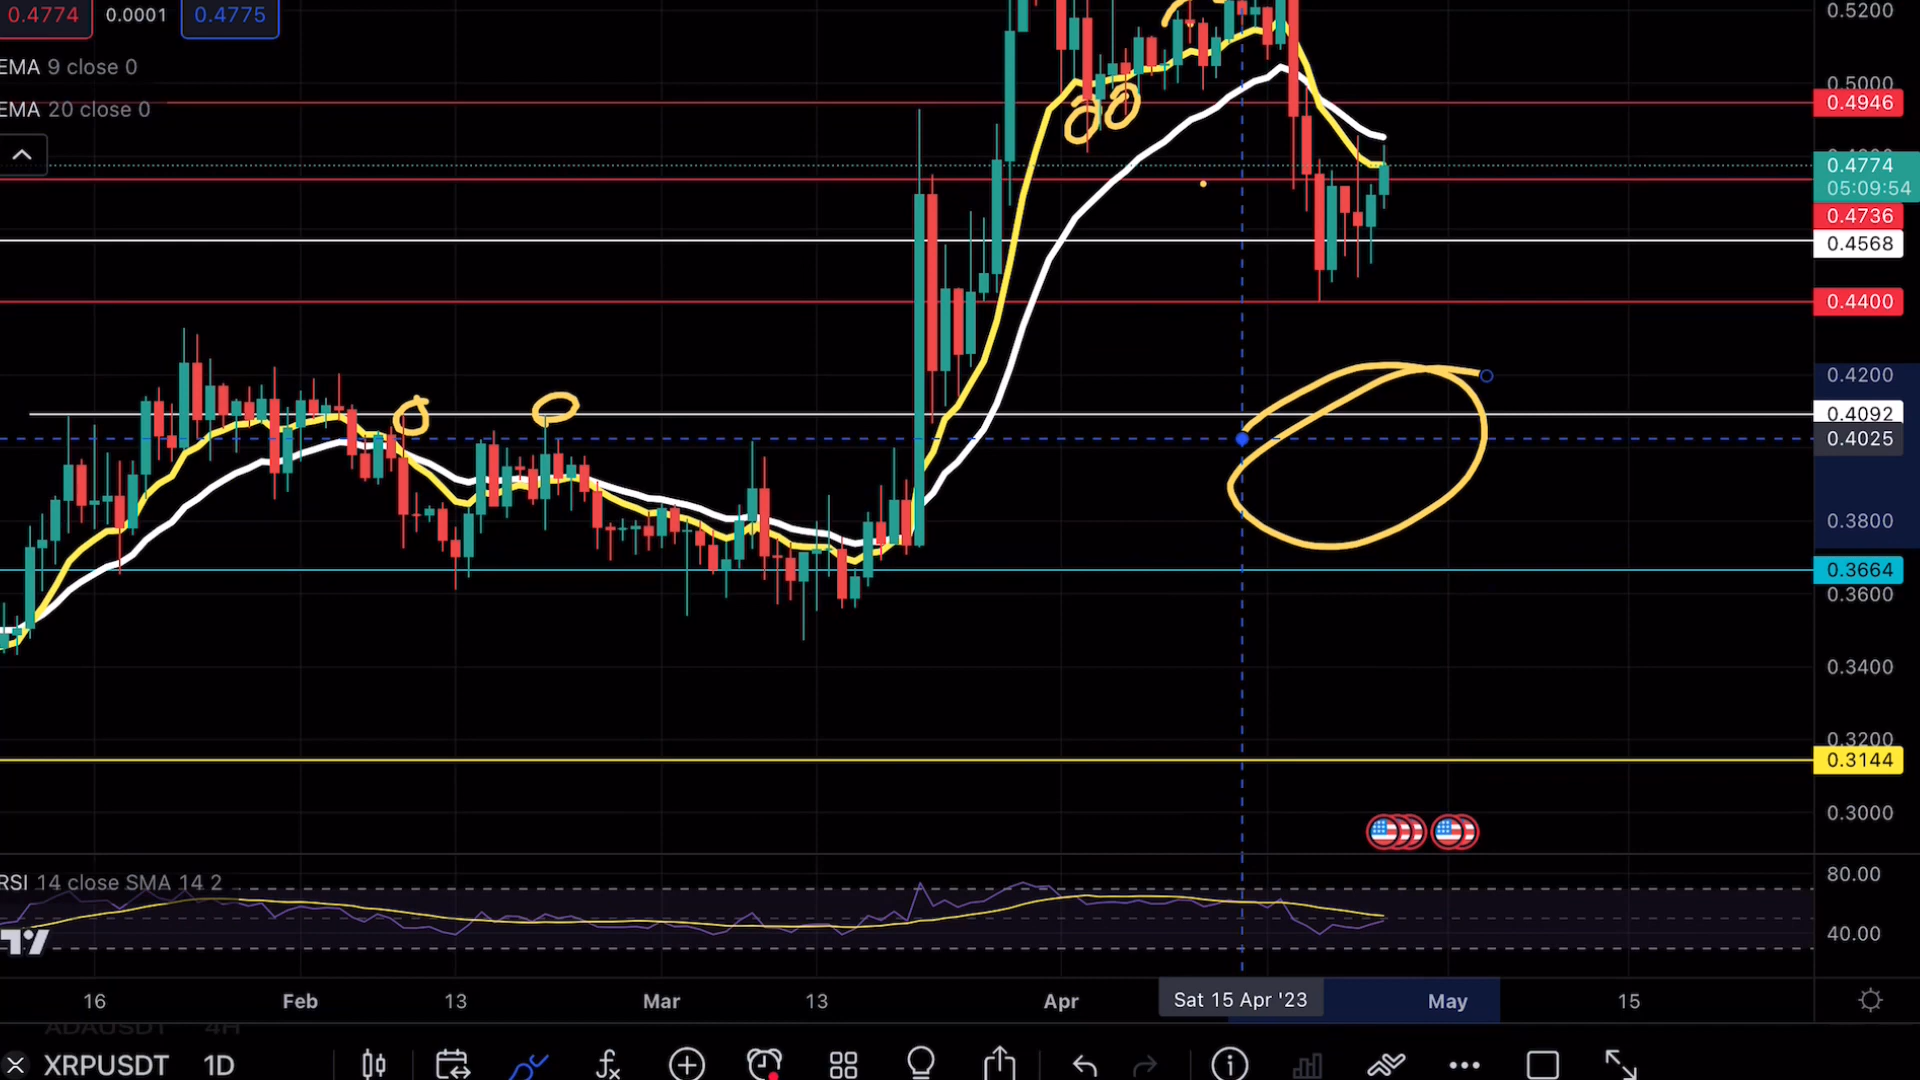 0.4774 0.0001 0.4775
EMA 9 close 0
EMA 20 close 0
0.5200
0.5000
0.4946
0.4774
05:09:54
0.4736
0.4568
0.4400
0.4200
0.4092
0.4025
0.3800
0.3664
0.3600
0.3400
0.3200
0.3144
0.3000
RSI 14 close SMA 14 2
80.00
40.00
16 Feb 13 Mar 13 Apr Sat 15 Apr '23 May 15
ADAUSDT 4H
XRPUSDT 1D